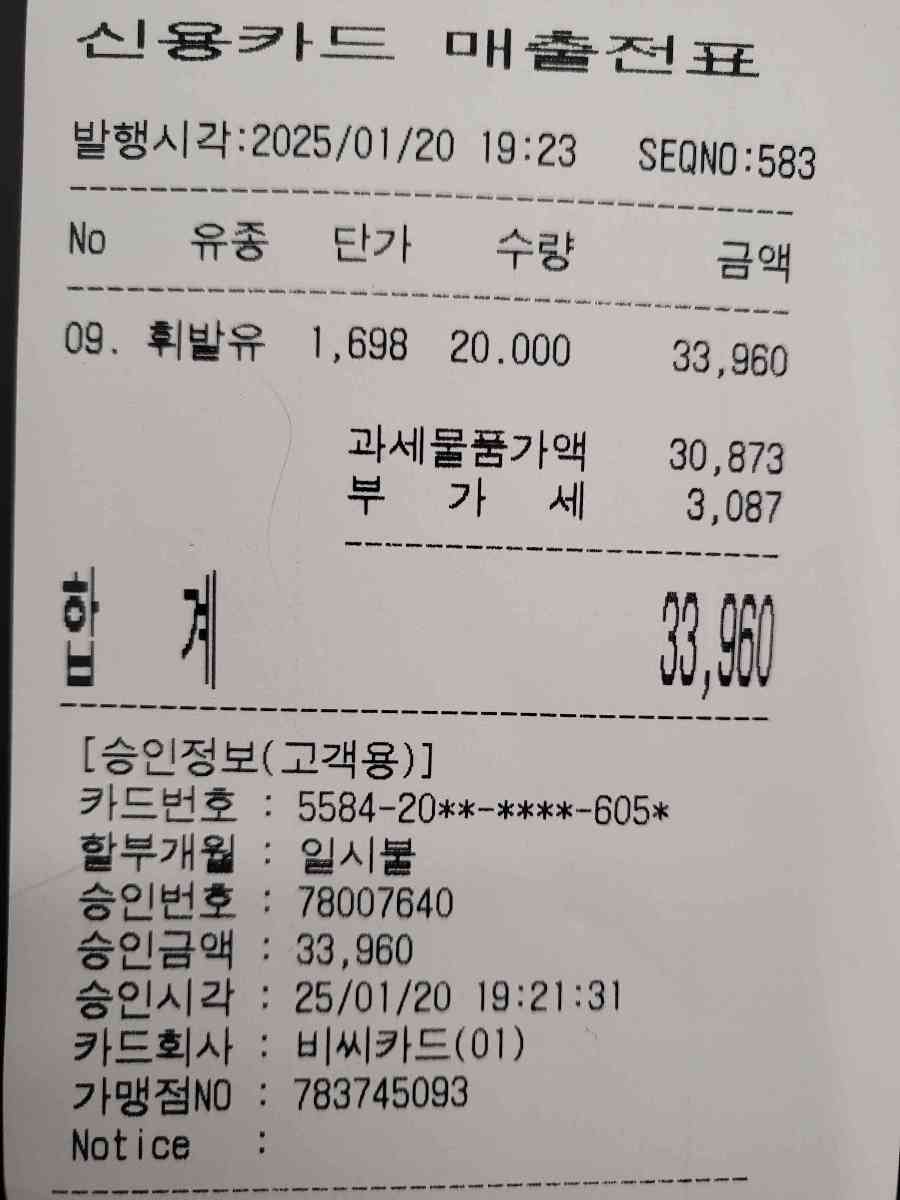 신용카드 매출전표
발행시각:2025/01/20 19:23 SEQNO:583
No 유종 단가 수량 금액
09. 휘발유 1,698 20.000 33,960
과세물품가액 30,873
부 가 세 3,087
합 계 33,960
[승인정보(고객용)]
카드번호 : 5584-20**-****-605*
할부개월 : 일시불
승인번호 : 78007640
승인금액 : 33,960
승인시각 : 25/01/20 19:21:31
카드회사 : 비씨카드(01)
가맹점NO : 783745093
Notice :